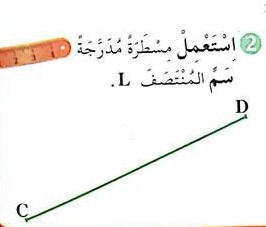 ② اِسْتَعْمِلْ مِسْطَرَةً مُدَرَّجَةً
سَمِّ المُنْتَصَفَ L.
D
C